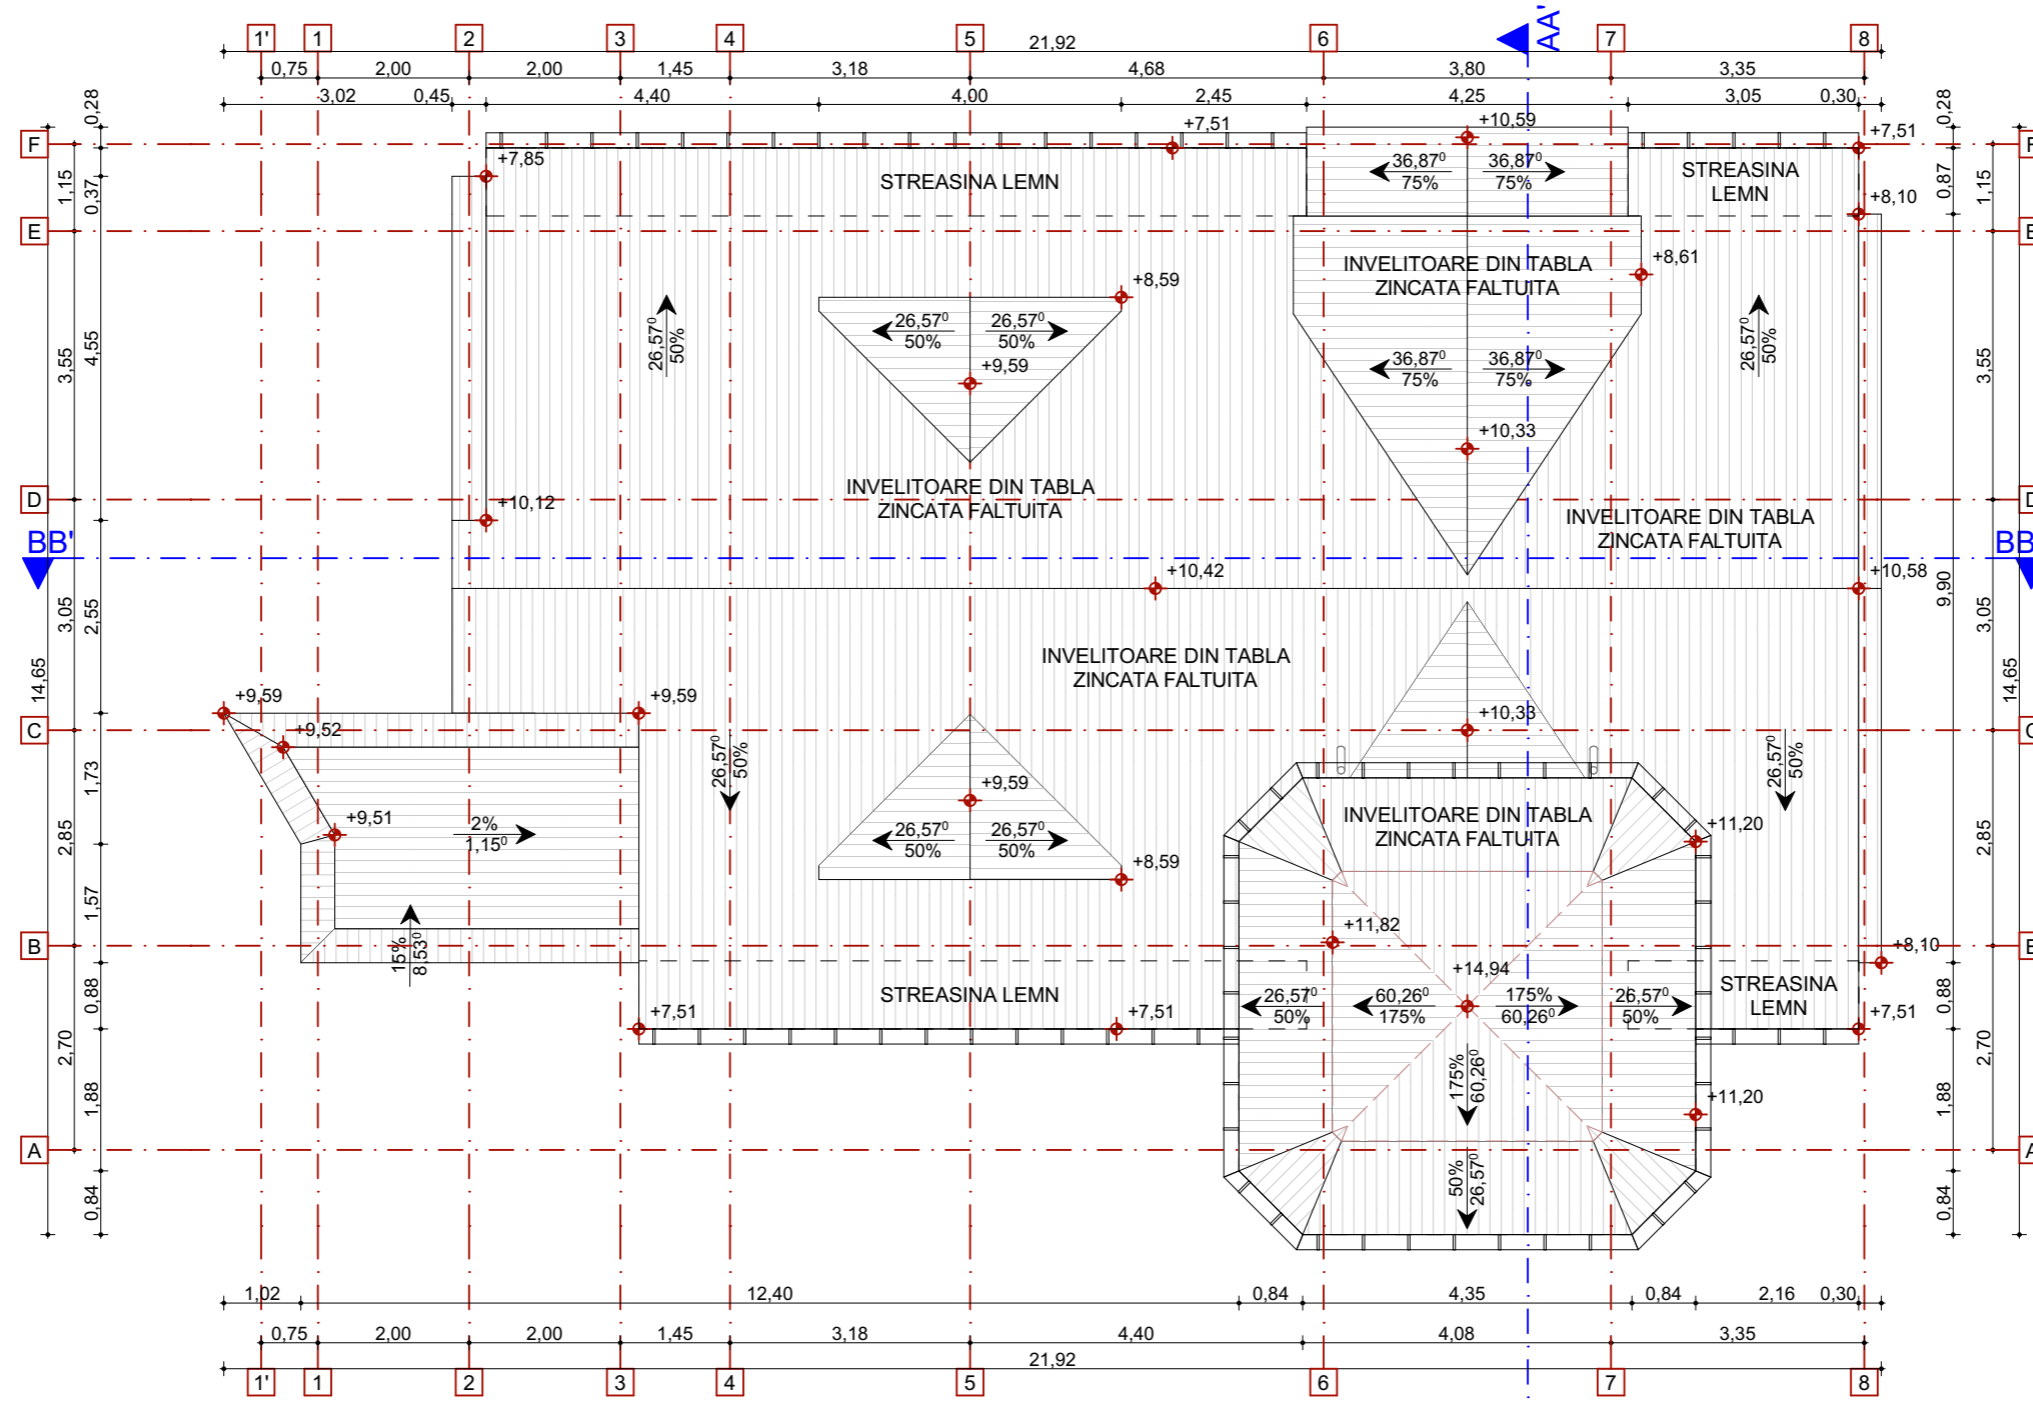 1' 1 2 3 4 5 6 7 8
AA'
21,92
0,75 2,00 2,00 1,45 3,18 4,68 3,80 3,35
3,02 0,45 4,40 4,00 2,45 4,25 3,05 0,30
0,28 0,28
F +7,51 +10,59 +7,51 F
+7,85
STREASINA LEMN
36,87⁰ 36,87⁰
75% 75%
STREASINA
LEMN
1,15 0,37 0,87 1,15
+8,10
E E
INVELITOARE DIN TABLA
ZINCATA FALTUITA
+8,61
+8,59
26,57⁰
50%
26,57⁰ 26,57⁰
50% 50%
+9,59
36,87⁰ 36,87⁰
75% 75%
26,57⁰
50%
3,55 4,55 3,55
+10,33
INVELITOARE DIN TABLA
ZINCATA FALTUITA
D +10,12 D
INVELITOARE DIN TABLA
ZINCATA FALTUITA
BB' BB
+10,42 +10,58
3,05 2,55 9,90 3,05
INVELITOARE DIN TABLA
ZINCATA FALTUITA
14,65 14,65
+9,59 +9,59
C +9,52 +10,33 C
26,57⁰
50%
26,57⁰
50%
1,73
+9,59
+9,51
2%
1,15⁰
26,57⁰ 26,57⁰
50% 50%
INVELITOARE DIN TABLA
ZINCATA FALTUITA
+11,20
2,85 2,85
+8,59
1,57
+11,82
B +8,10 B
15%
8,53⁰
+14,94
STREASINA LEMN
26,57⁰ 60,26⁰ 175% 26,57⁰
50% 175% 60,26⁰ 50%
STREASINA
LEMN
0,88 0,88
+7,51 +7,51 +7,51
2,70 2,70
175%
60,26⁰
1,88 1,88
+11,20
A A
50%
26,57⁰
0,84 0,84
1,02 12,40 0,84 4,35 0,84 2,16 0,30
0,75 2,00 2,00 1,45 3,18 4,40 4,08 3,35
21,92
1' 1 2 3 4 5 6 7 8